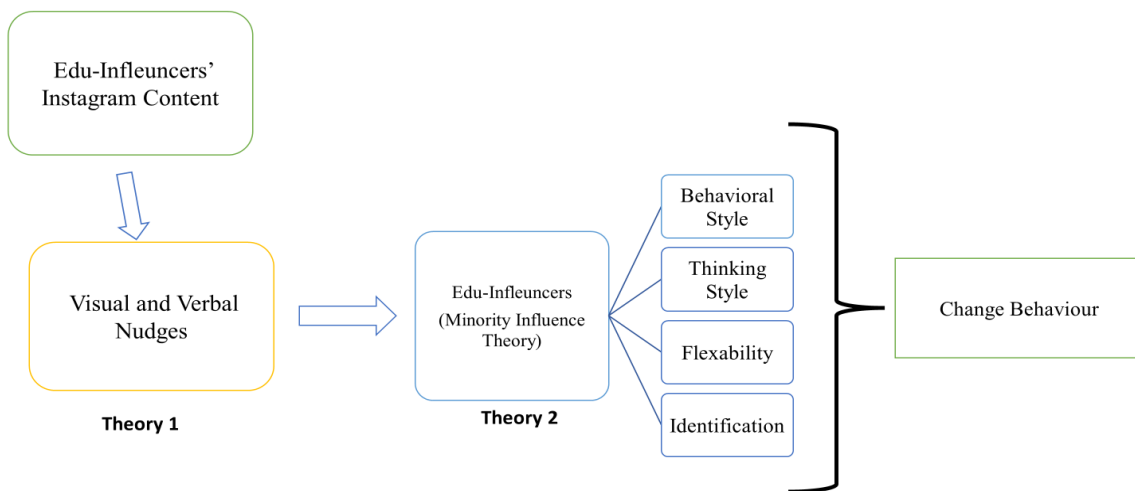 Edu-Infleuncers'
Instagram Content
Visual and Verbal
Nudges
Theory 1
Edu-Infleuncers
(Minority Influence
Theory)
Theory 2
Behavioral
Style
Thinking
Style
Flexability
Identification
Change Behaviour